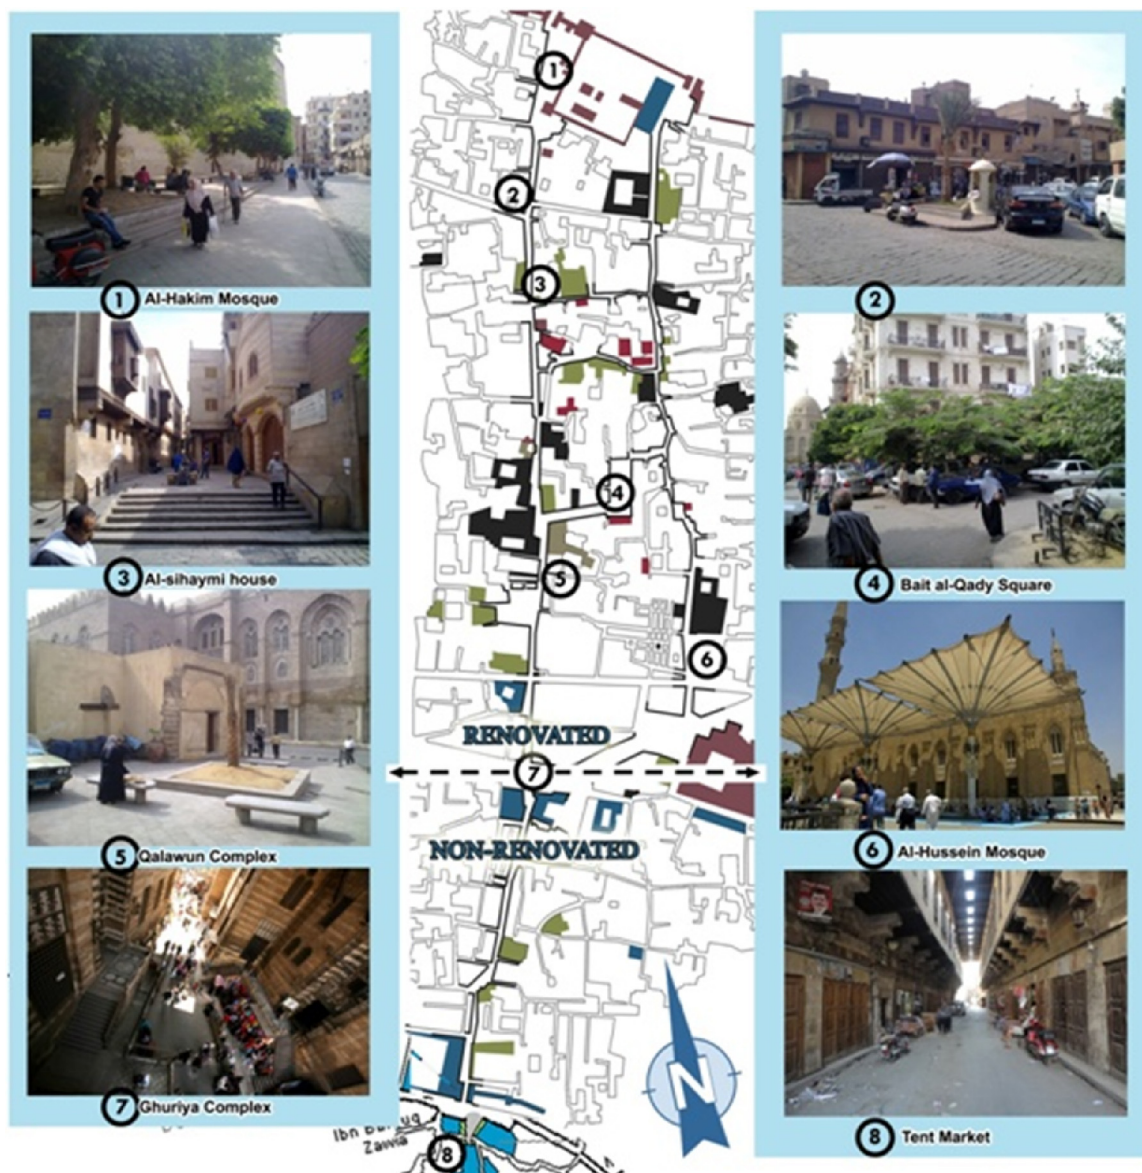 1
2
3
4
5
6
RENOVATED
7
NON-RENOVATED
N
Ibn
Zawia
8
1 Al-Hakim Mosque
2
3 Al-sihaymi house
4 Bait al-Qady Square
5 Qalawun Complex
6 Al-Hussein Mosque
7 Ghuriya Complex
8 Tent Market